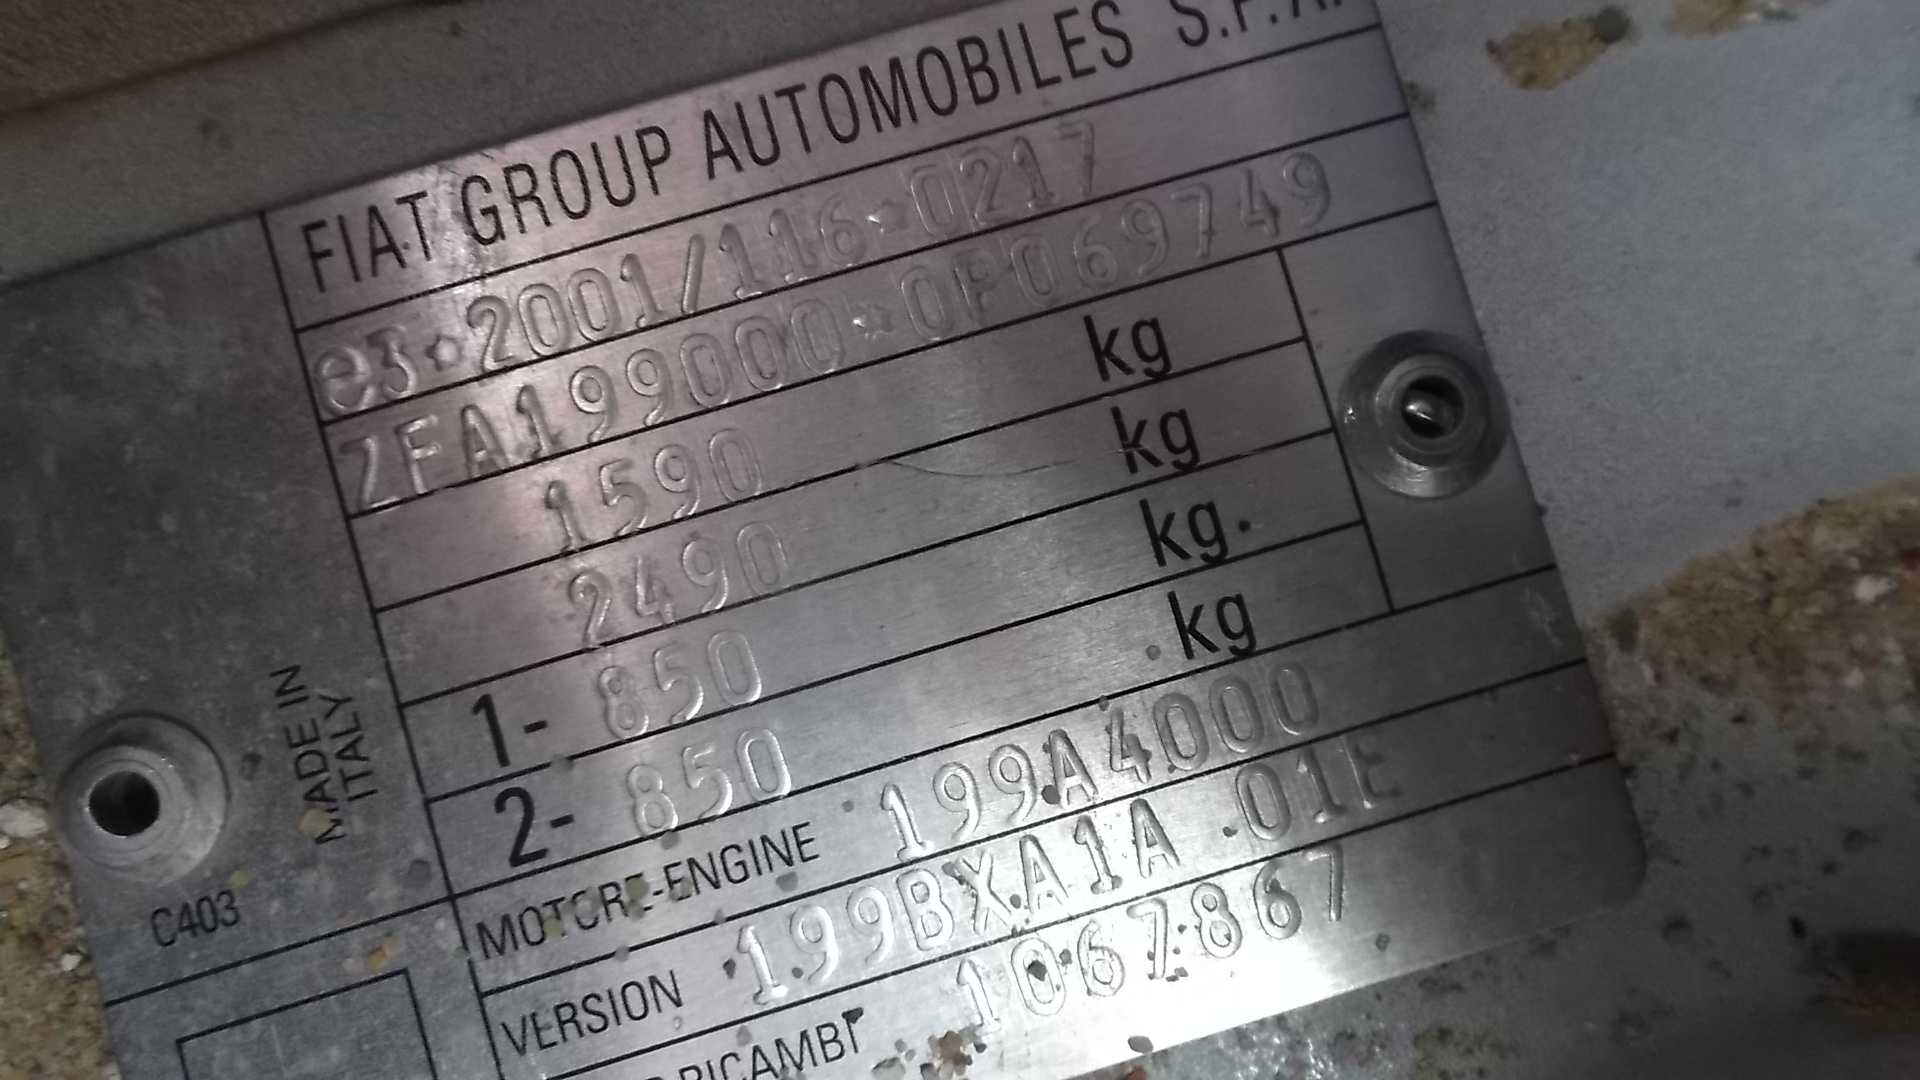 FIAT GROUP AUTOMOBILES S.P.A.
e3*2001/116*0217
ZFA199000*0P069749
1590 kg
2490 kg
1- 850 kg.
2- 850 kg
MOTORE-ENGINE 199A4000
VERSION 199BXA1A 01E
RICAMBI 1067867
MADE IN
ITALY
C403